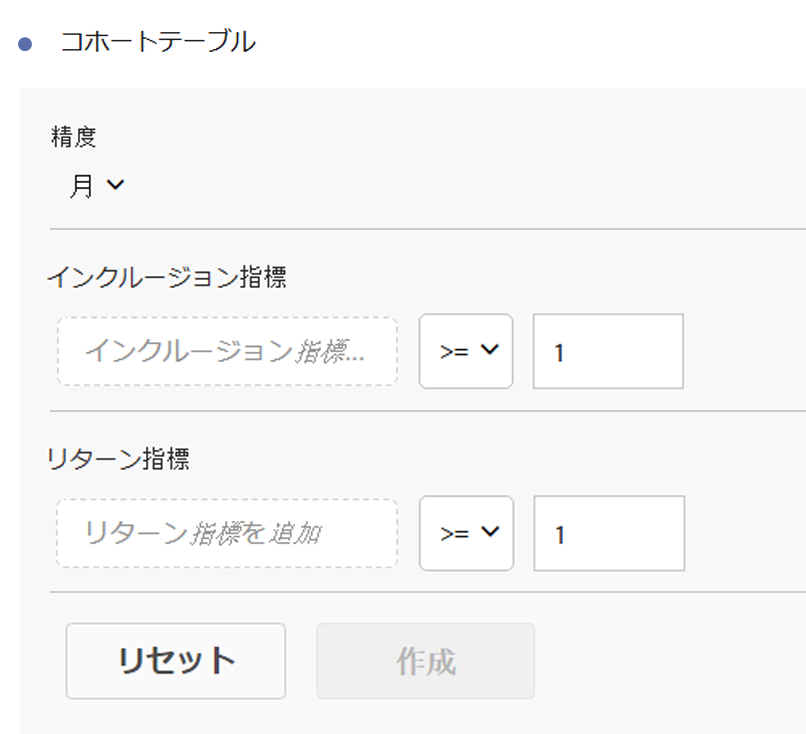 コホートテーブル
精度
月
インクルージョン指標
インクルージョン指標... >= 1
リターン指標
リターン指標を追加 >= 1
リセット 作成